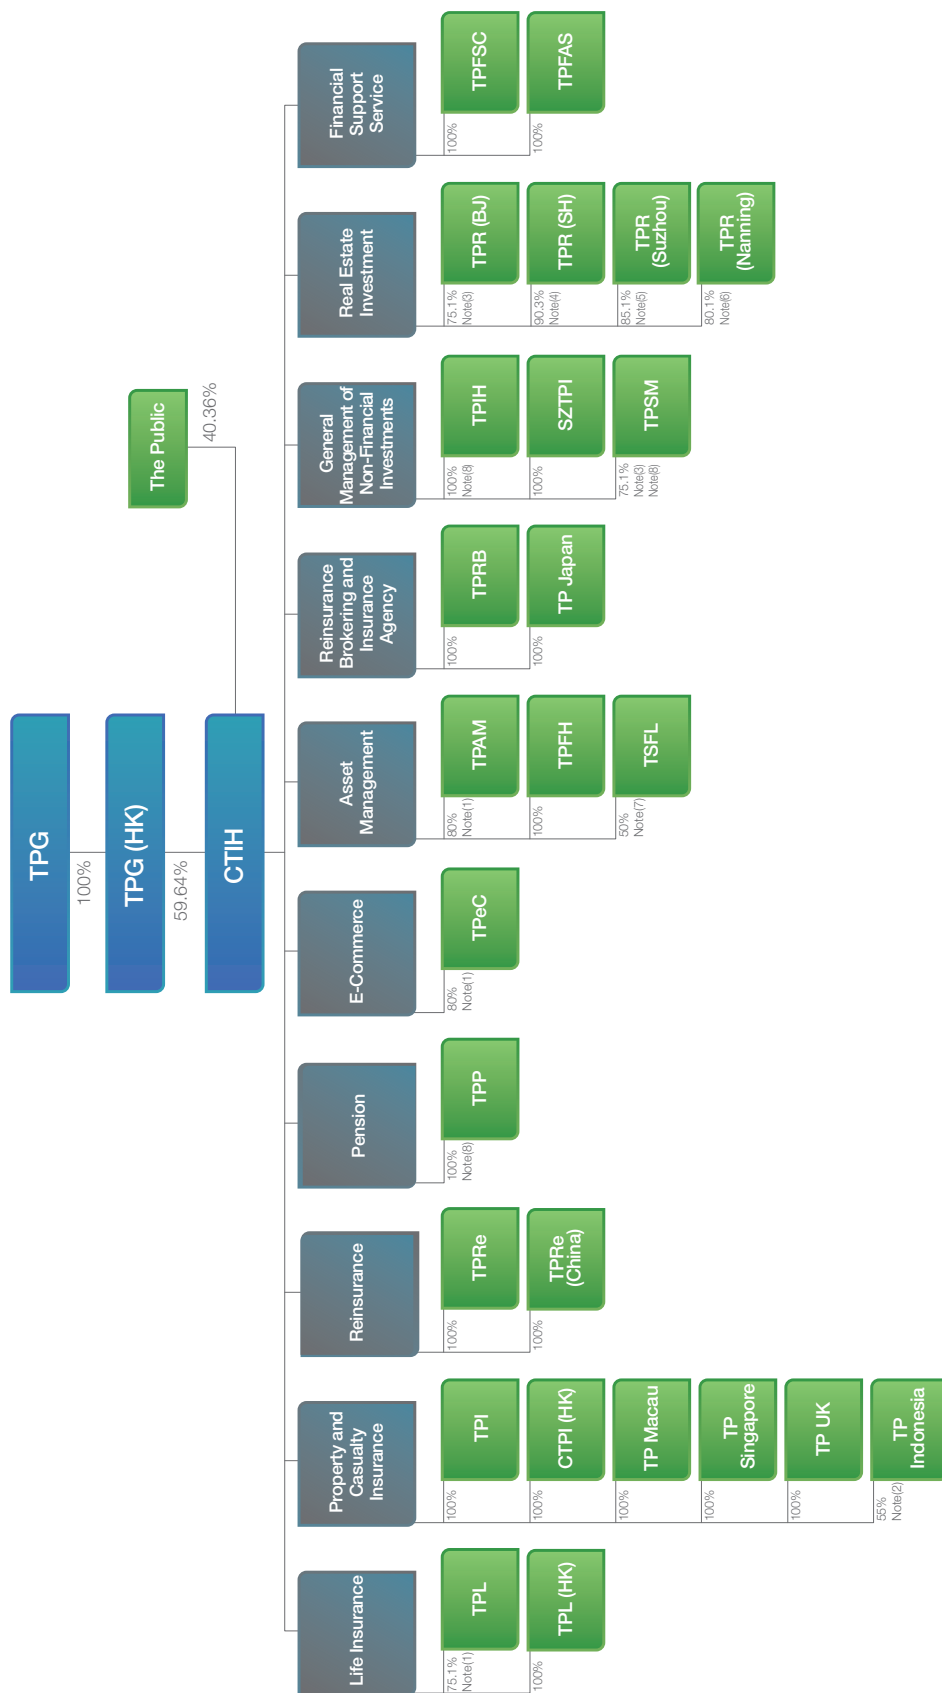 TPG
100%
TPG (HK)
59.64%
CTIH
The Public
40.36%
Life Insurance
75.1%
Note(1)
TPL
100%
TPL (HK)
Property and
Casualty
Insurance
100%
TPI
100%
CTPI (HK)
100%
TP Macau
100%
TP
Singapore
100%
TP UK
55%
Note(2)
TP
Indonesia
Reinsurance
100%
TPRe
100%
TPRe
(China)
Pension
100%
Note(8)
TPP
E-Commerce
80%
Note(1)
TPeC
Asset
Management
80%
Note(1)
TPAM
100%
TPFH
50%
Note(7)
TSFL
Reinsurance
Brokering and
Insurance
Agency
100%
TPRB
100%
TP Japan
General
Management of
Non-Financial
Investments
100%
Note(8)
TPIH
100%
SZTPI
75.1%
Note(3)
Note(8)
TPSM
Real Estate
Investment
75.1%
Note(3)
TPR (BJ)
90.3%
Note(4)
TPR (SH)
85.1%
Note(5)
TPR
(Suzhou)
80.1%
Note(6)
TPR
(Nanning)
Financial
Support
Service
100%
TPFSC
100%
TPFAS